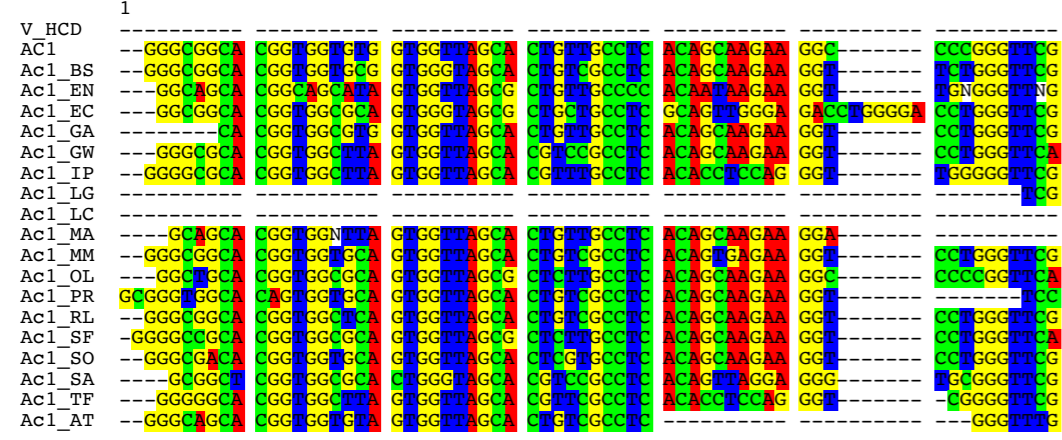 1
V_HCD ---------- ---------- ---------- ---------- ---------- ---------- ----------
AC1 --GGGCGGCA CGGTGGTGTG GTGGTTAGCA CTGTTGCCTC ACAGCAAGAA GGC------- CCCGGGTTCG
Ac1_BS --GGGCGGCA CGGTGGTGCG GTGGGTAGCA CTGTCGCCTC ACAGCAAGAA GGT------- TCTGGGTTCG
Ac1_EN ---GGCAGCA CGGCAGCATA GTGGTTAGCG CTGTTGCCCC ACAATAAGAA GGT------- TGNGGGTTNG
Ac1_EC ---GGCGGCA CGGTGGCGCA GTGGGTAGCG CTGCTGCCTC GCAGTTGGGA GACCTGGGGA CCTGGGTTCG
Ac1_GA --------CA CGGTGGCGTG GTGGTTAGCA CTGTTGCCTC ACAGCAAGAA GGT------- CCTGGGTTCG
Ac1_GW ---GGGCGCA CGGTGGCTTA GTGGTTAGCA CGTCCGCCTC ACAGCAAGAA GGT------- CCTGGGTTCA
Ac1_IP --GGGGCGCA CGGTGGCTTA GTGGTTAGCA CGTTTGCCTC ACACCTCCAG GGT------- TGGGGGTTCG
Ac1_LG ---------- ---------- ---------- ---------- ---------- ---------- -------TCG
Ac1_LC ---------- ---------- ---------- ---------- ---------- ---------- ----------
Ac1_MA ----GCAGCA CGGTGGNTTA GTGGTTAGCA CTGTTGCCTC ACAGCAAGAA GGA------- ----------
Ac1_MM --GGGCGGCA CGGTGGTGCA GTGGTTAGCA CTGTCGCCTC ACAGTGAGAA GGT------- CCTGGGTTCG
Ac1_OL ---GGCTGCA CGGTGGCGCA GTGGTTAGCG CTCTTGCCTC ACAGCAAGAA GGC------- CCCCGGTTCA
Ac1_PR GCGGGTGGCA CAGTGGTGCA GTGGTTAGCA CTGTCGCCTC ACAGCAAGAA GGT------- -------TCC
Ac1_RL --GGGCGGCA CGGTGGCTCA GTGGTTAGCA CTGTCGCCTC ACAGCAAGAA GGT------- CCTGGGTTCG
Ac1_SF -GGGGCCGCA CGGTGGCGCA GTGGTTAGCG CTCTTGCCTC ACAGCAAGAA GGT------- CCTGGGTTCA
Ac1_SO --GGGCGACA CGGTGGTGCA GTGGTTAGCA CTCGTGCCTC ACAGCAAGAA GGT------- CCTGGGTTCG
Ac1_SA ----GCGGCT CGGTGGCGCA CTGGGTAGCA CGTCCGCCTC ACAGTTAGGA GGG------- TGCGGGTTCG
Ac1_TF ---GGGGGCA CGGTGGCTTA GTGGTTAGCA CGTTCGCCTC ACACCTCCAG GGT------- -CGGGGTTCG
Ac1_AT --GGGCAGCA CGGTGGTGTA GTGGTTAGCA CTGTCGCCTC ---------- ---------- ---GGGTTTG